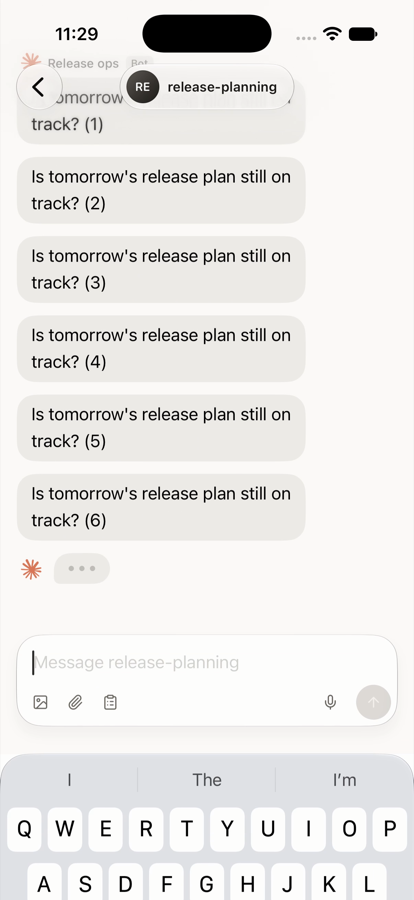 11:29
Release ops Bot
RE release-planning
tomorrow
track? (1)
Is tomorrow's release plan still on
track? (2)
Is tomorrow's release plan still on
track? (3)
Is tomorrow's release plan still on
track? (4)
Is tomorrow's release plan still on
track? (5)
Is tomorrow's release plan still on
track? (6)
Message release-planning
I The I’m
Q W E R T Y U I O P
A S D F G H J K L